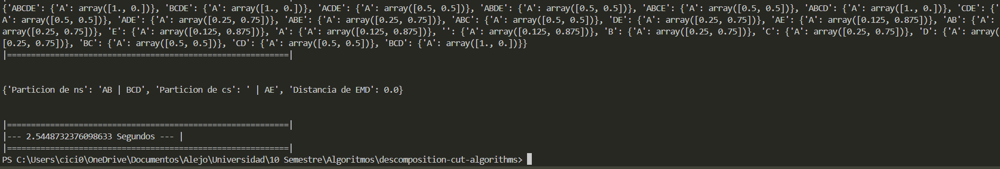 {'ABCDE': {'A': array([1., 0.])}, 'BCDE': {'A': array([1., 0.])}, 'ACDE': {'A': array([0.5, 0.5])}, 'ABDE': {'A': array([0.5, 0.5])}, 'ABCE': {'A': array([0.5, 0.5])}, 'ABCD': {'A': array([1., 0.])}, 'CDE': {'
A': array([0.5, 0.5])}, 'ADE': {'A': array([0.25, 0.75])}, 'ABE': {'A': array([0.25, 0.75])}, 'ABC': {'A': array([0.5, 0.5])}, 'DE': {'A': array([0.25, 0.75])}, 'AE': {'A': array([0.125, 0.875])}, 'AB': {'A':
array([0.25, 0.75])}, 'E': {'A': array([0.125, 0.875])}, 'A': {'A': array([0.125, 0.875])}, '': {'A': array([0.125, 0.875])}, 'B': {'A': array([0.25, 0.75])}, 'C': {'A': array([0.25, 0.75])}, 'D': {'A': array(
[0.25, 0.75])}, 'BC': {'A': array([0.5, 0.5])}, 'CD': {'A': array([0.5, 0.5])}, 'BCD': {'A': array([1., 0.])}}
|===========================================================|
{'Particion de ns': 'AB | BCD', 'Particion de cs': ' | AE', 'Distancia de EMD': 0.0}
|===========================================================|
|--- 2.5448732376098633 Segundos --- |
|===========================================================|
PS C:\Users\cici0\OneDrive\Documentos\Alejo\Universidad\10 Semestre\Algoritmos\descomposition-cut-algorithms>